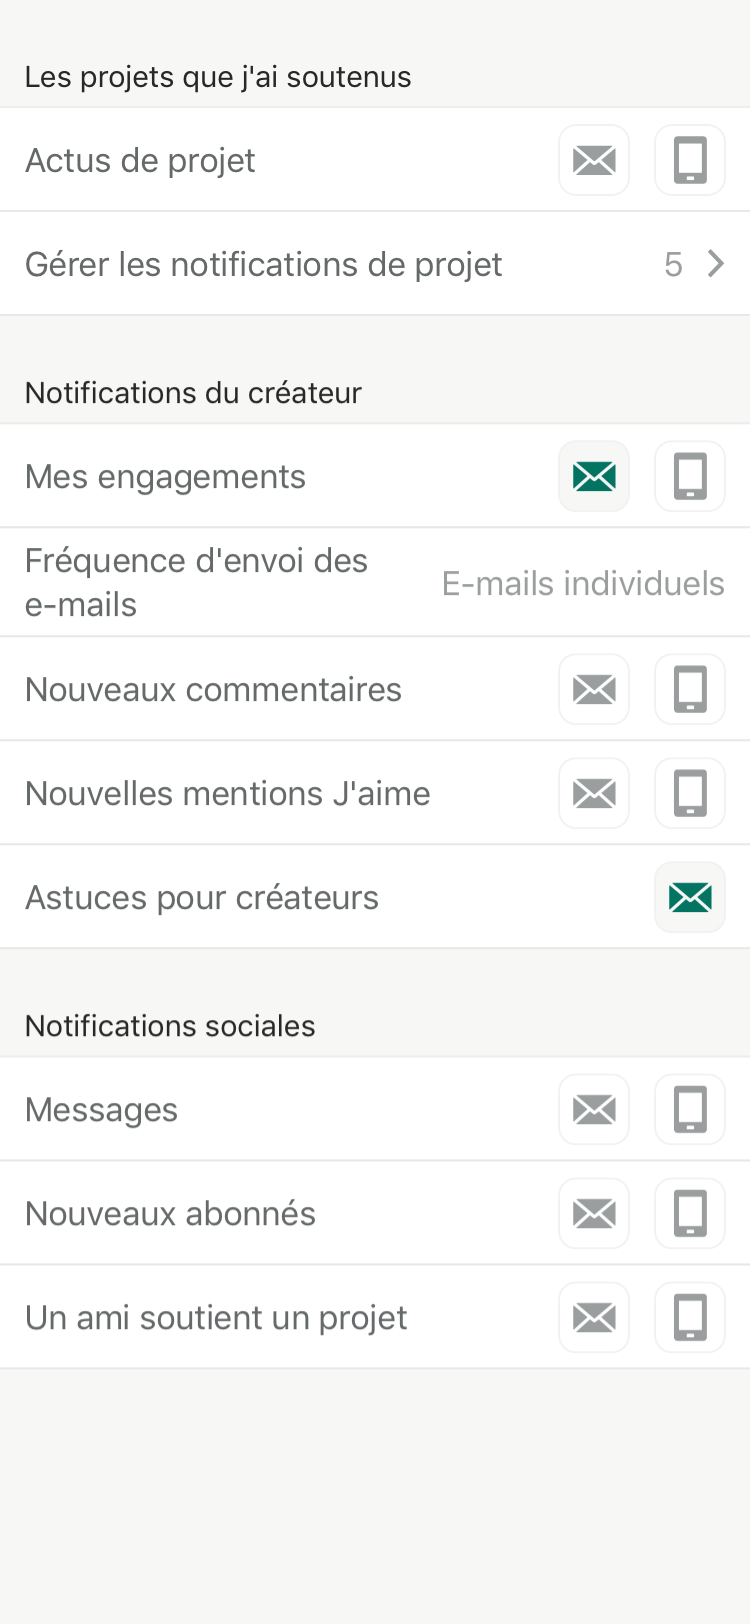 Les projets que j'ai soutenus
Actus de projet
Gérer les notifications de projet 5
Notifications du créateur
Mes engagements
Fréquence d'envoi des
e-mails
E-mails individuels
Nouveaux commentaires
Nouvelles mentions J'aime
Astuces pour créateurs
Notifications sociales
Messages
Nouveaux abonnés
Un ami soutient un projet